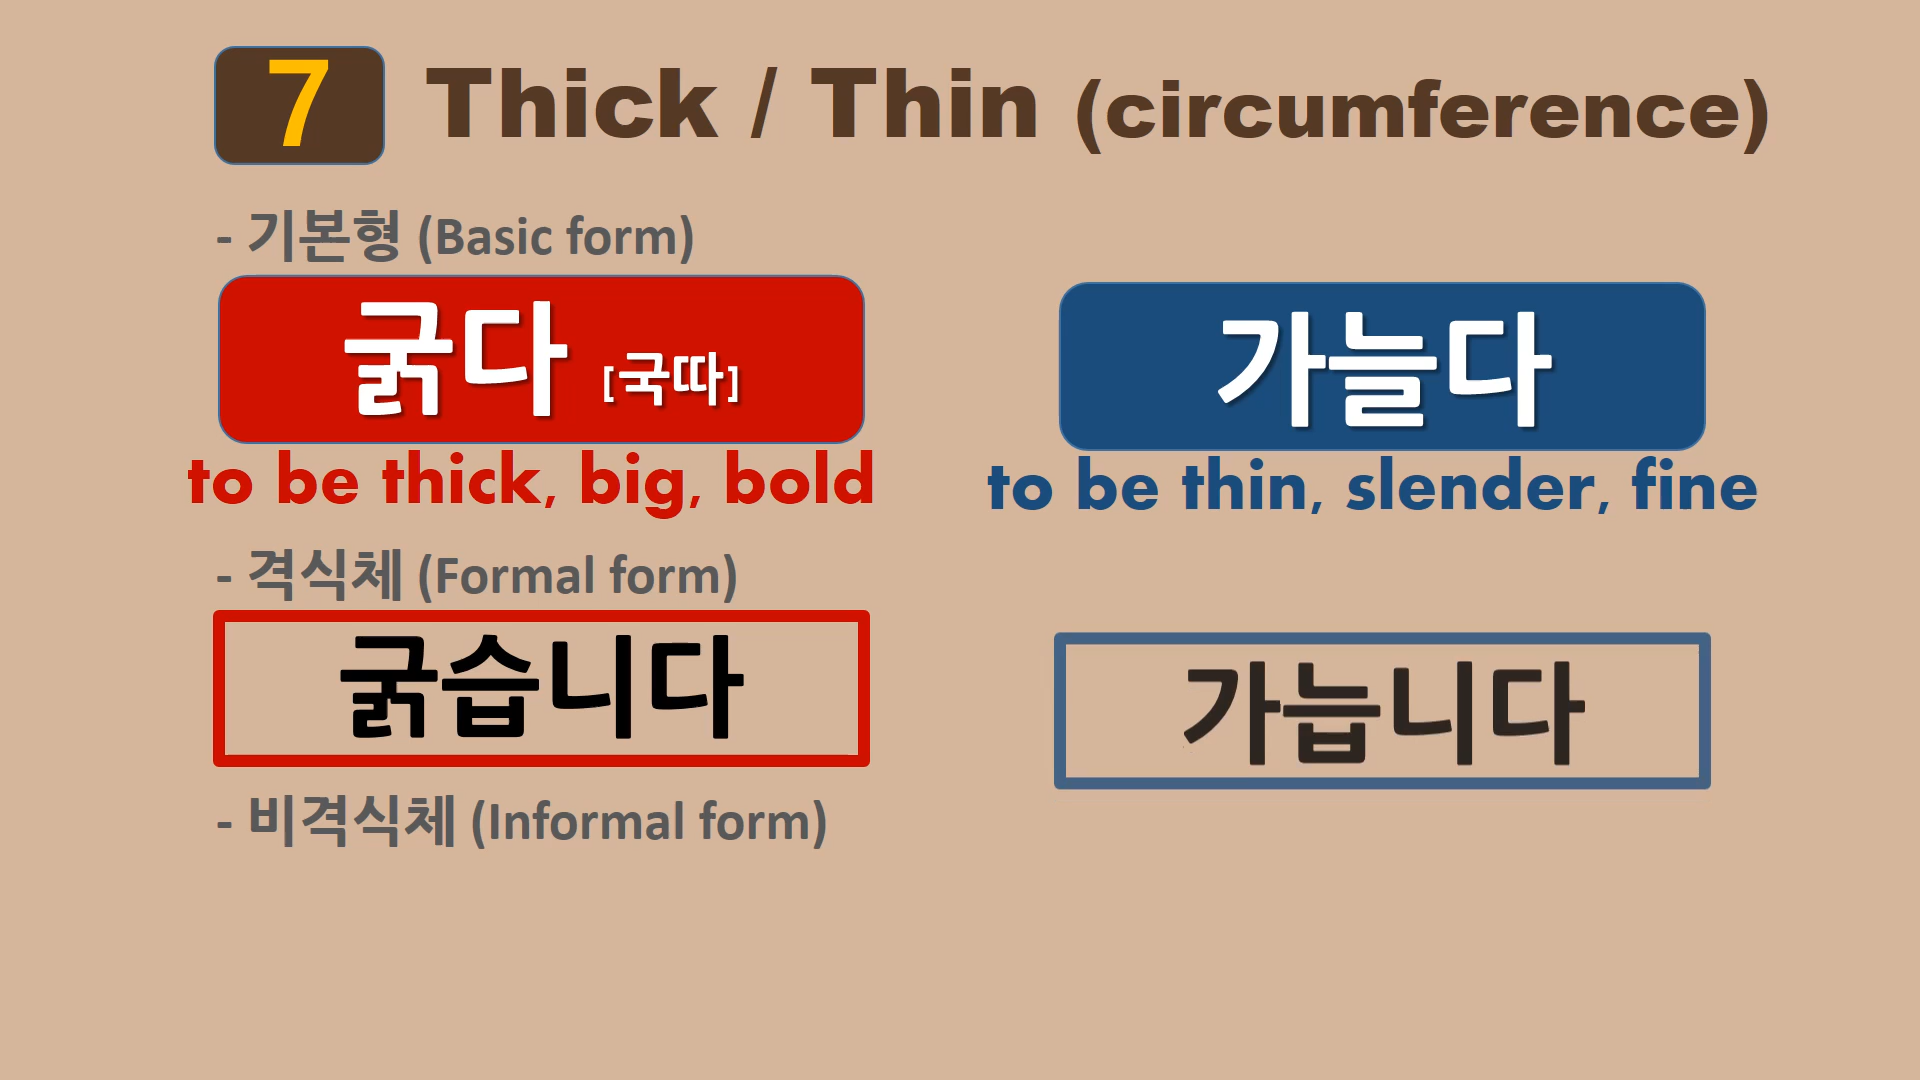 7 Thick / Thin (circumference)
- 기본형 (Basic form)
굵다 [국따]
가늘다
to be thick, big, bold
to be thin, slender, fine
- 격식체 (Formal form)
굵습니다
가늡니다
- 비격식체 (Informal form)